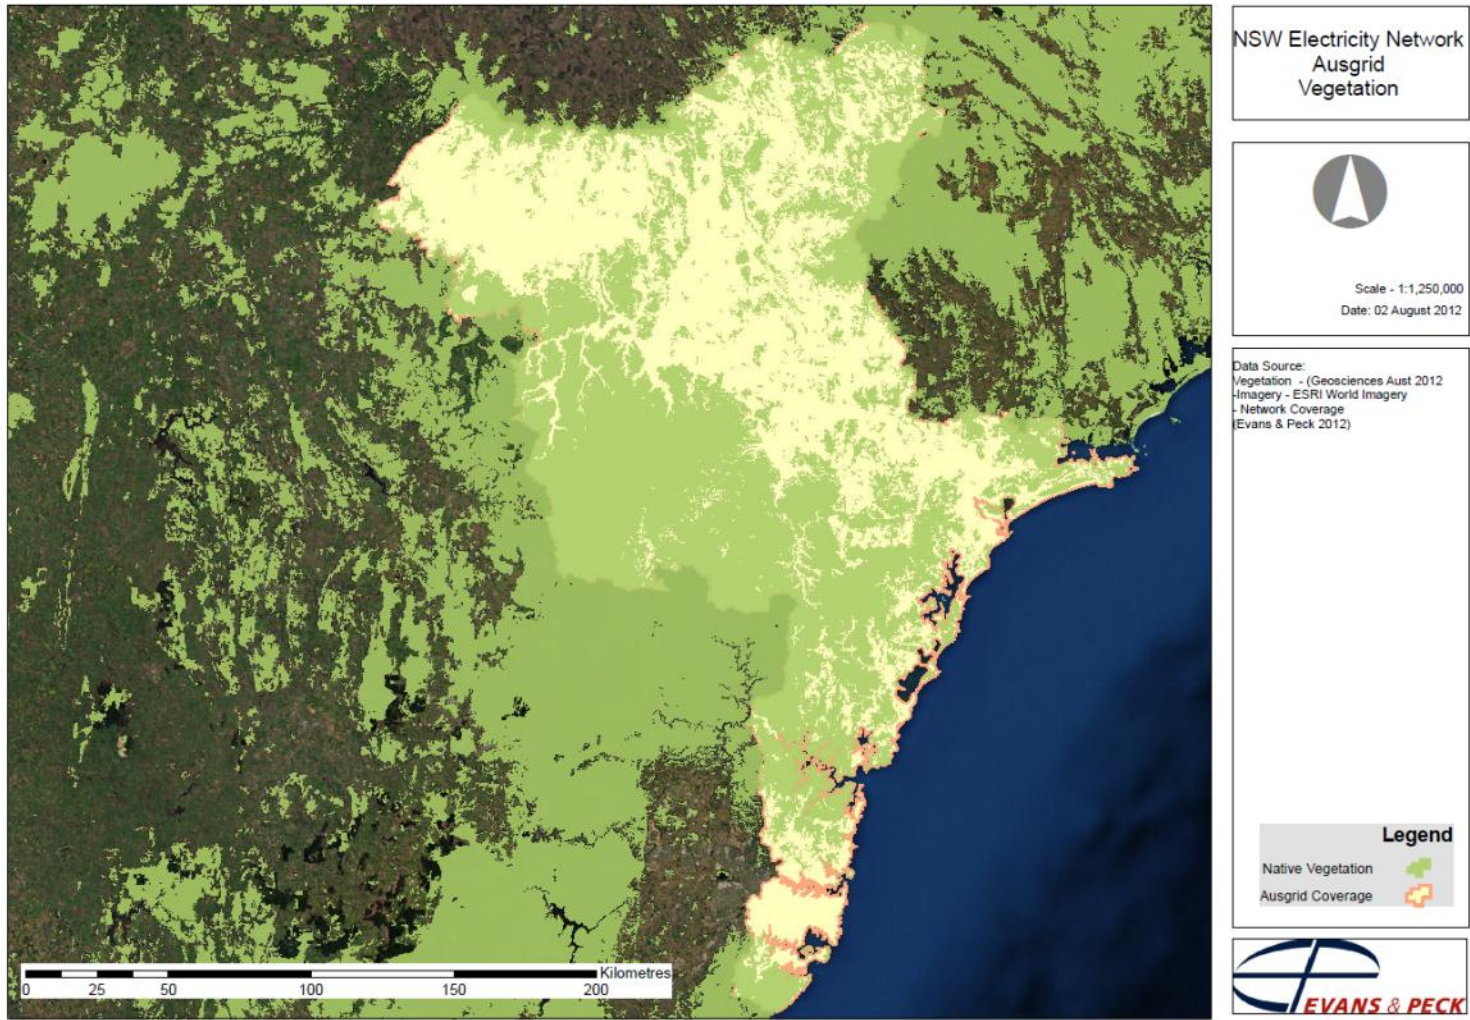 NSW Electricity Network
Ausgrid
Vegetation
Scale - 1:1,250,000
Date: 02 August 2012
Data Source:
Vegetation - (Geosciences Aust 2012
-Imagery - ESRI World Imagery
- Network Coverage
(Evans & Peck 2012)
Legend
Native Vegetation
Ausgrid Coverage
Kilometres
0 25 50 100 150 200
EVANS & PECK